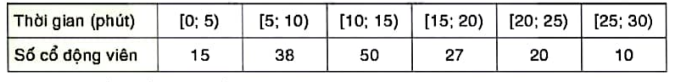 Thời gian (phút) [0; 5) [5; 10) [10; 15) [15; 20) [20; 25) [25; 30)
Số cổ động viên 15 38 50 27 20 10